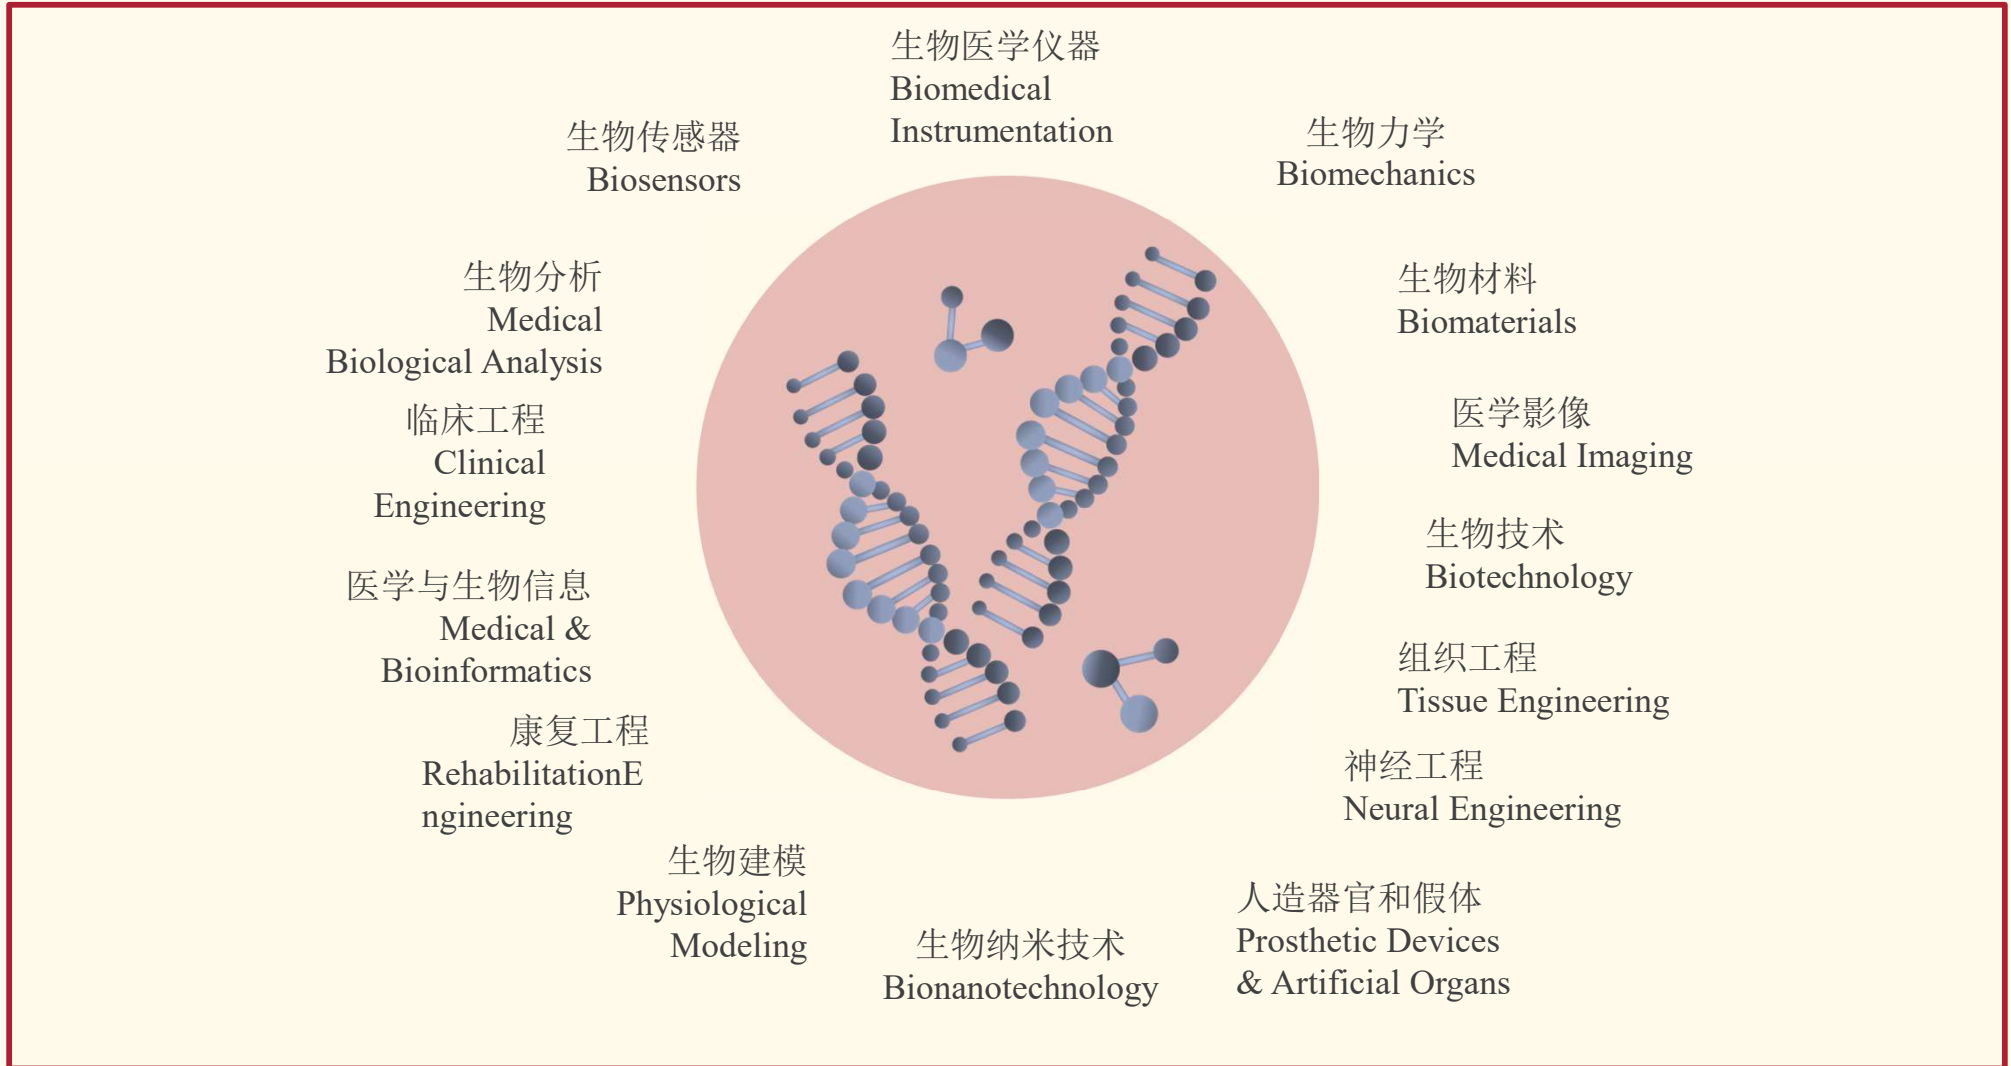 生物医学仪器
Biomedical
Instrumentation
生物力学
Biomechanics
生物材料
Biomaterials
医学影像
Medical Imaging
生物技术
Biotechnology
组织工程
Tissue Engineering
神经工程
Neural Engineering
人造器官和假体
Prosthetic Devices
& Artificial Organs
生物纳米技术
Bionanotechnology
生物建模
Physiological
Modeling
康复工程
RehabilitationE
ngineering
医学与生物信息
Medical &
Bioinformatics
临床工程
Clinical
Engineering
生物分析
Medical
Biological Analysis
生物传感器
Biosensors